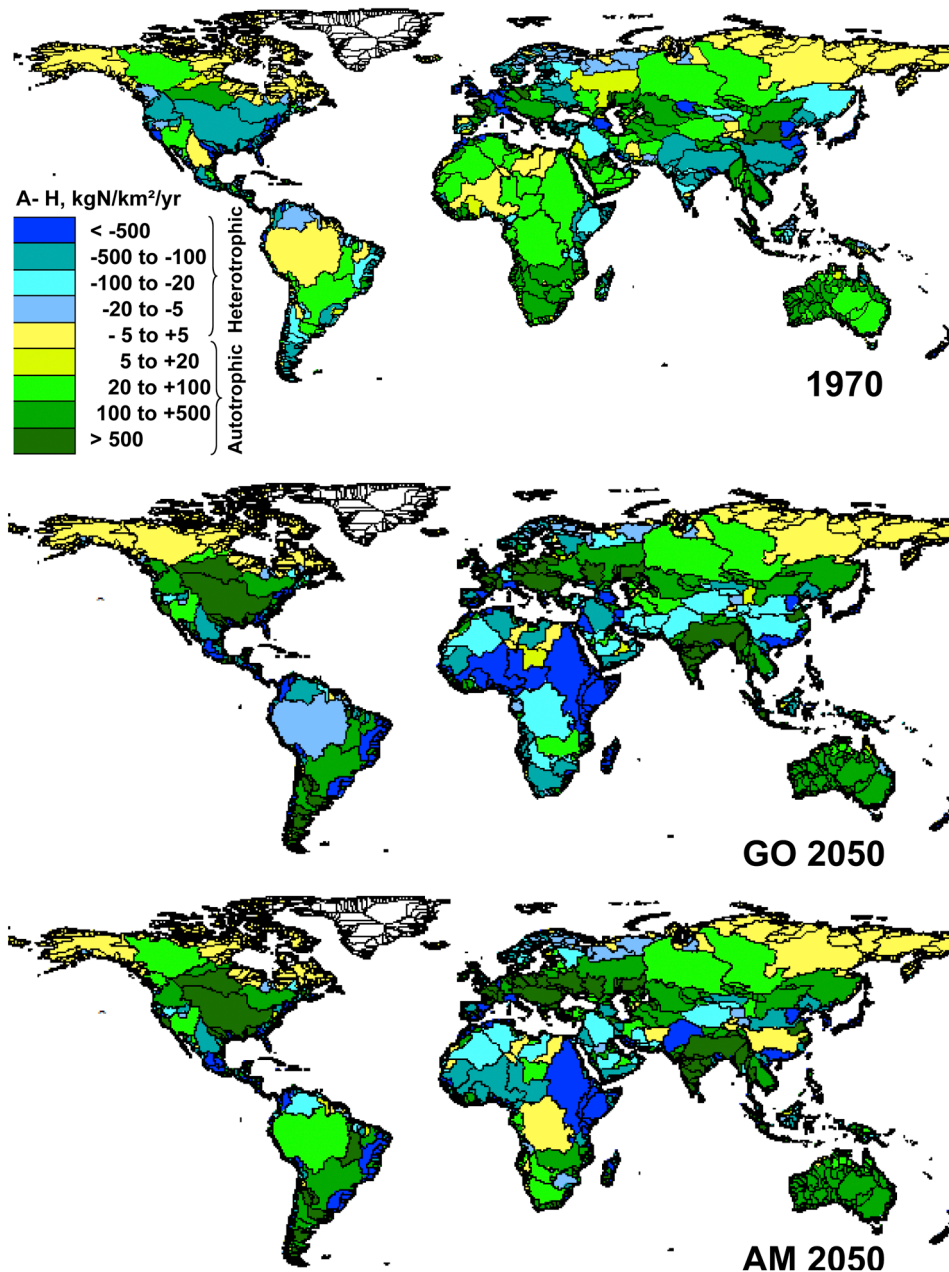 A- H, kgN/km²/yr
< -500
-500 to -100
-100 to -20
-20 to -5
- 5 to +5
5 to +20
20 to +100
100 to +500
> 500
Heterotrophic
Autotrophic
1970
GO 2050
AM 2050